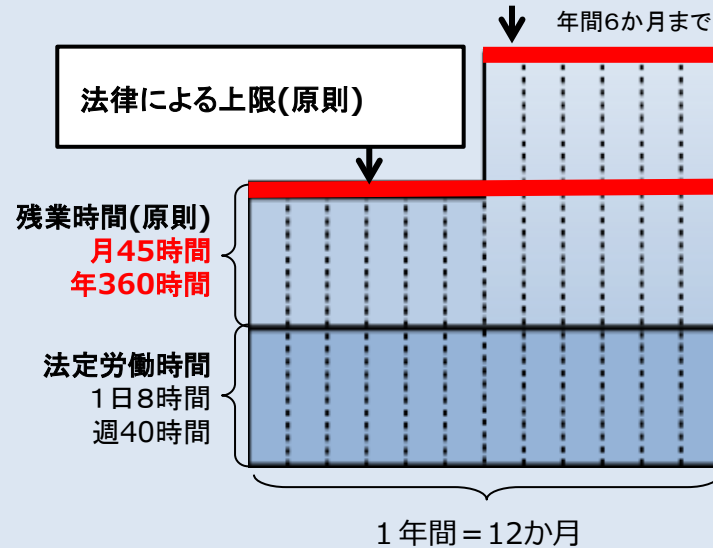 年間6か月まで
法律による上限(原則)
残業時間(原則)
月45時間
年360時間
法定労働時間
1日8時間
週40時間
1年間=12か月